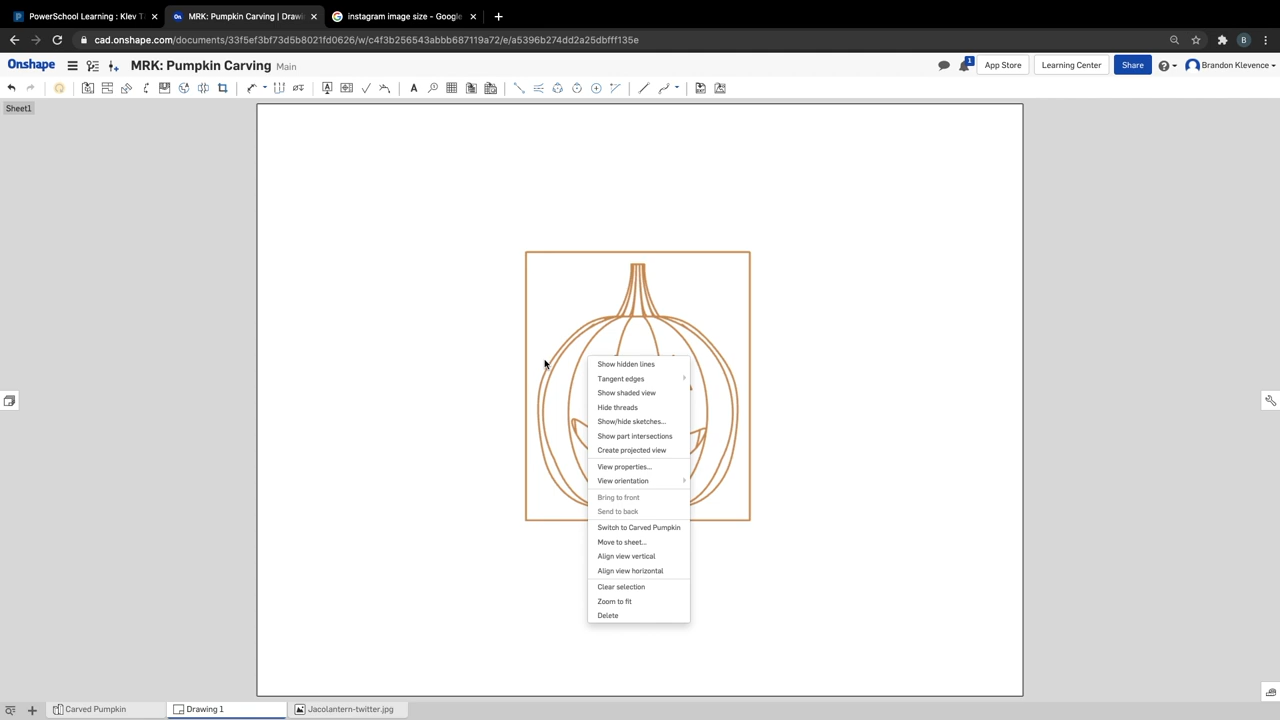 PowerSchool Learning : Klev T
MRK: Pumpkin Carving | Drawi
instagram image size - Google
cad.onshape.com/documents/33f5ef3bf73d5b8021fd0626/w/c4f3b256543abbb687119a72/e/a5396b274dd2a25dbfff135e
B
Onshape
MRK: Pumpkin Carving Main
1
App Store
Learning Center
Share
Brandon Klevence
Sheet1
Show hidden lines
Tangent edges
Show shaded view
Hide threads
Show/hide sketches...
Show part intersections
Create projected view
View properties...
View orientation
Bring to front
Send to back
Switch to Carved Pumpkin
Move to sheet...
Align view vertical
Align view horizontal
Clear selection
Zoom to fit
Delete
Carved Pumpkin
Drawing 1
Jacolantern-twitter.jpg